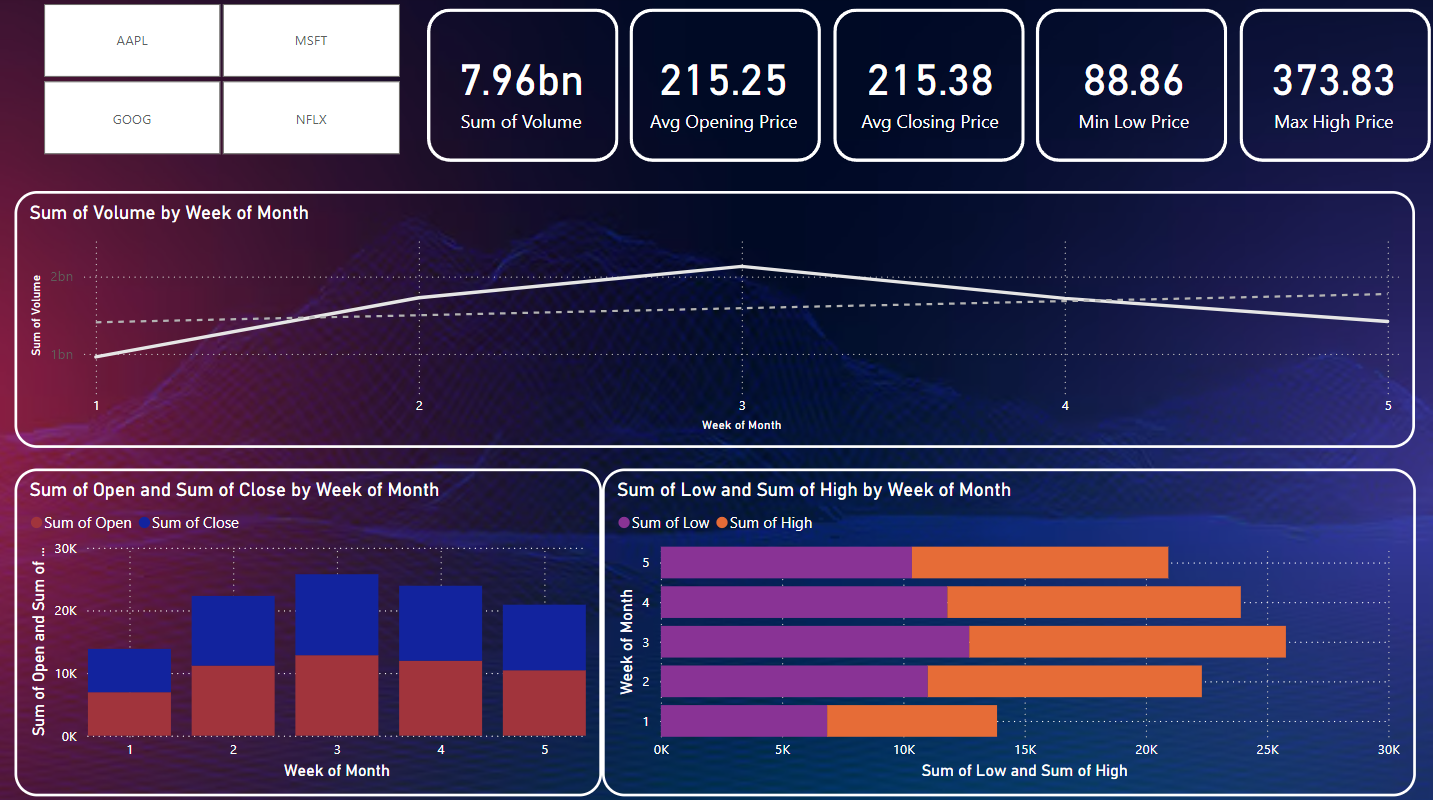 AAPL
MSFT
GOOG
NFLX
7.96bn
Sum of Volume
215.25
Avg Opening Price
215.38
Avg Closing Price
88.86
Min Low Price
373.83
Max High Price
Sum of Volume by Week of Month
Sum of Volume
2bn
1bn
1 2 3 4 5
Week of Month
Sum of Open and Sum of Close by Week of Month
Sum of Open Sum of Close
Sum of Open and Sum of ...
30K
20K
10K
0K
1 2 3 4 5
Week of Month
Sum of Low and Sum of High by Week of Month
Sum of Low Sum of High
Week of Month
5
4
3
2
1
0K 5K 10K 15K 20K 25K 30K
Sum of Low and Sum of High